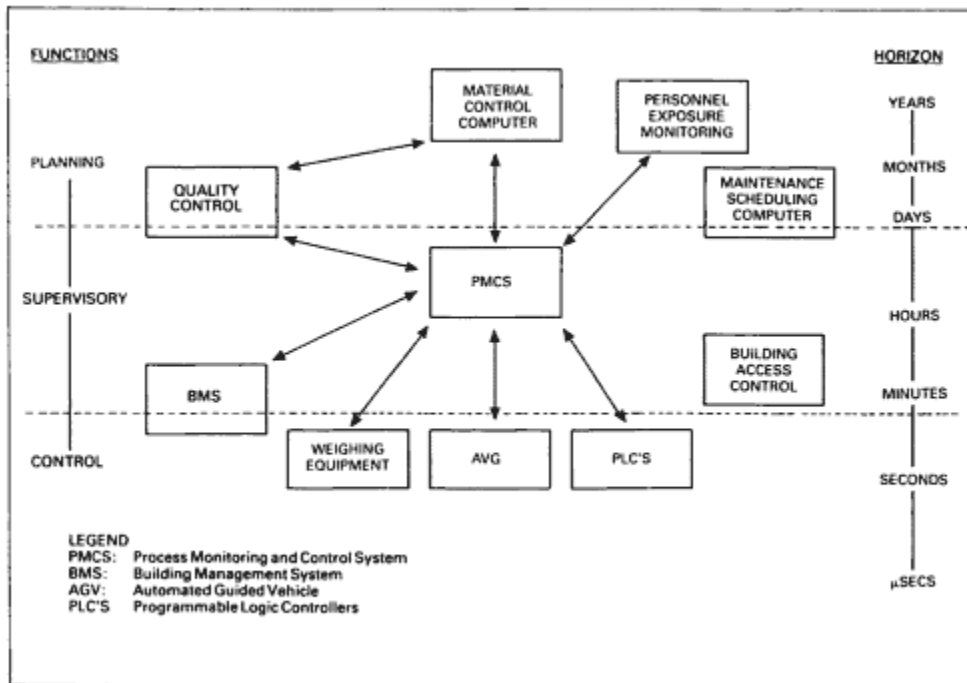 FUNCTIONS
HORIZON
MATERIAL
CONTROL
COMPUTER
PERSONNEL
EXPOSURE
MONITORING
YEARS
PLANNING
MONTHS
QUALITY
CONTROL
MAINTENANCE
SCHEDULING
COMPUTER
DAYS
PMCS
SUPERVISORY
HOURS
BMS
BUILDING
ACCESS
CONTROL
MINUTES
CONTROL
WEIGHING
EQUIPMENT
AVG
PLC'S
SECONDS
LEGEND
PMCS: Process Monitoring and Control System
BMS: Building Management System
AGV: Automated Guided Vehicle
PLC'S Programmable Logic Controllers
μSECS